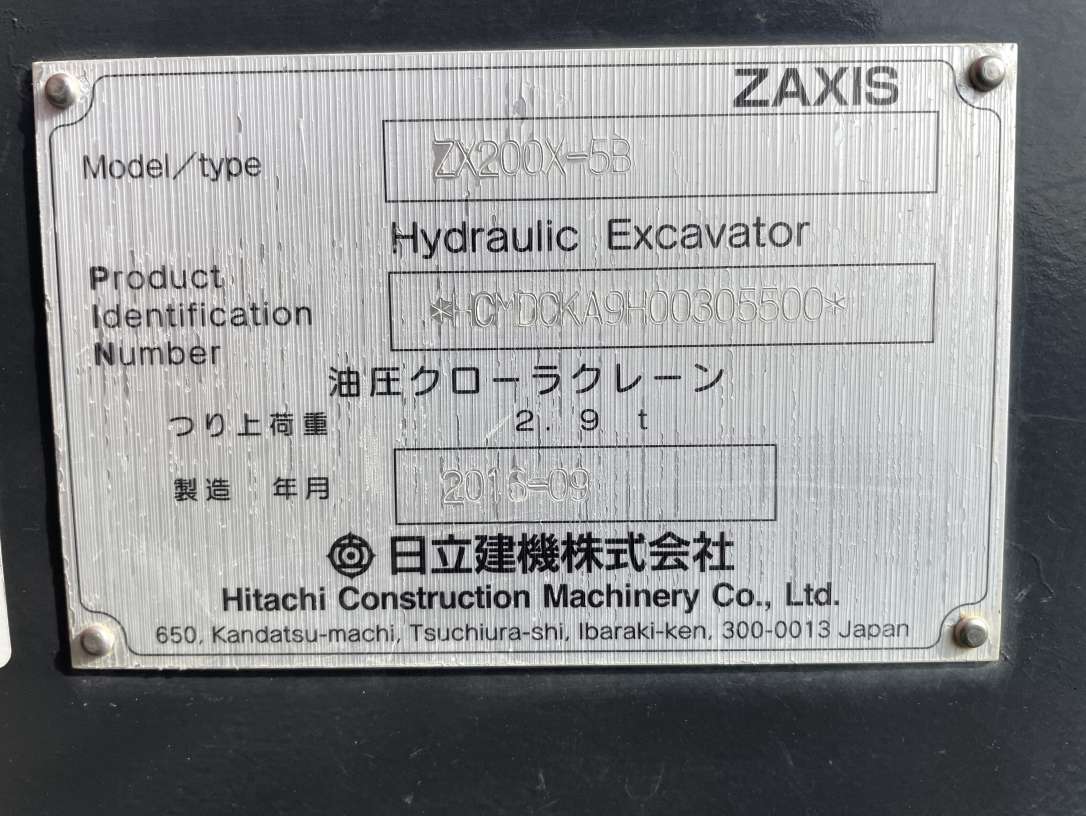 ZAXIS
Model/type ZX200X-5B
Hydraulic Excavator
Product
Identification
Number
*HCMDCKA9H00305500*
油圧クローラクレーン
つり上荷重 2.9 t
製造 年月 2016-09
日立建機株式会社
Hitachi Construction Machinery Co., Ltd.
650, Kandatsu-machi, Tsuchiura-shi, Ibaraki-ken, 300-0013 Japan